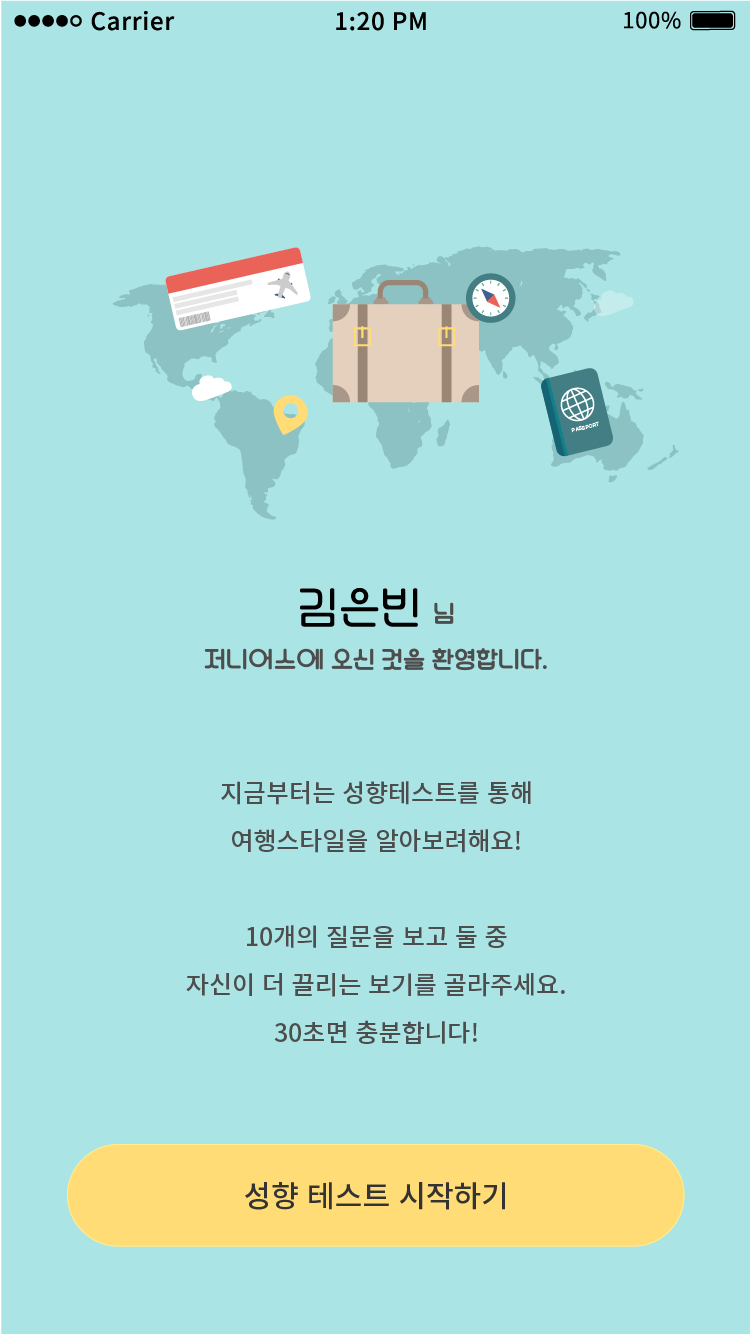 Carrier 1:20 PM 100%
PASSPORT
김은빈 님
저니어스에 오신 것을 환영합니다.
지금부터는 성향테스트를 통해
여행스타일을 알아보려해요!
10개의 질문을 보고 둘 중
자신이 더 끌리는 보기를 골라주세요.
30초면 충분합니다!
성향 테스트 시작하기